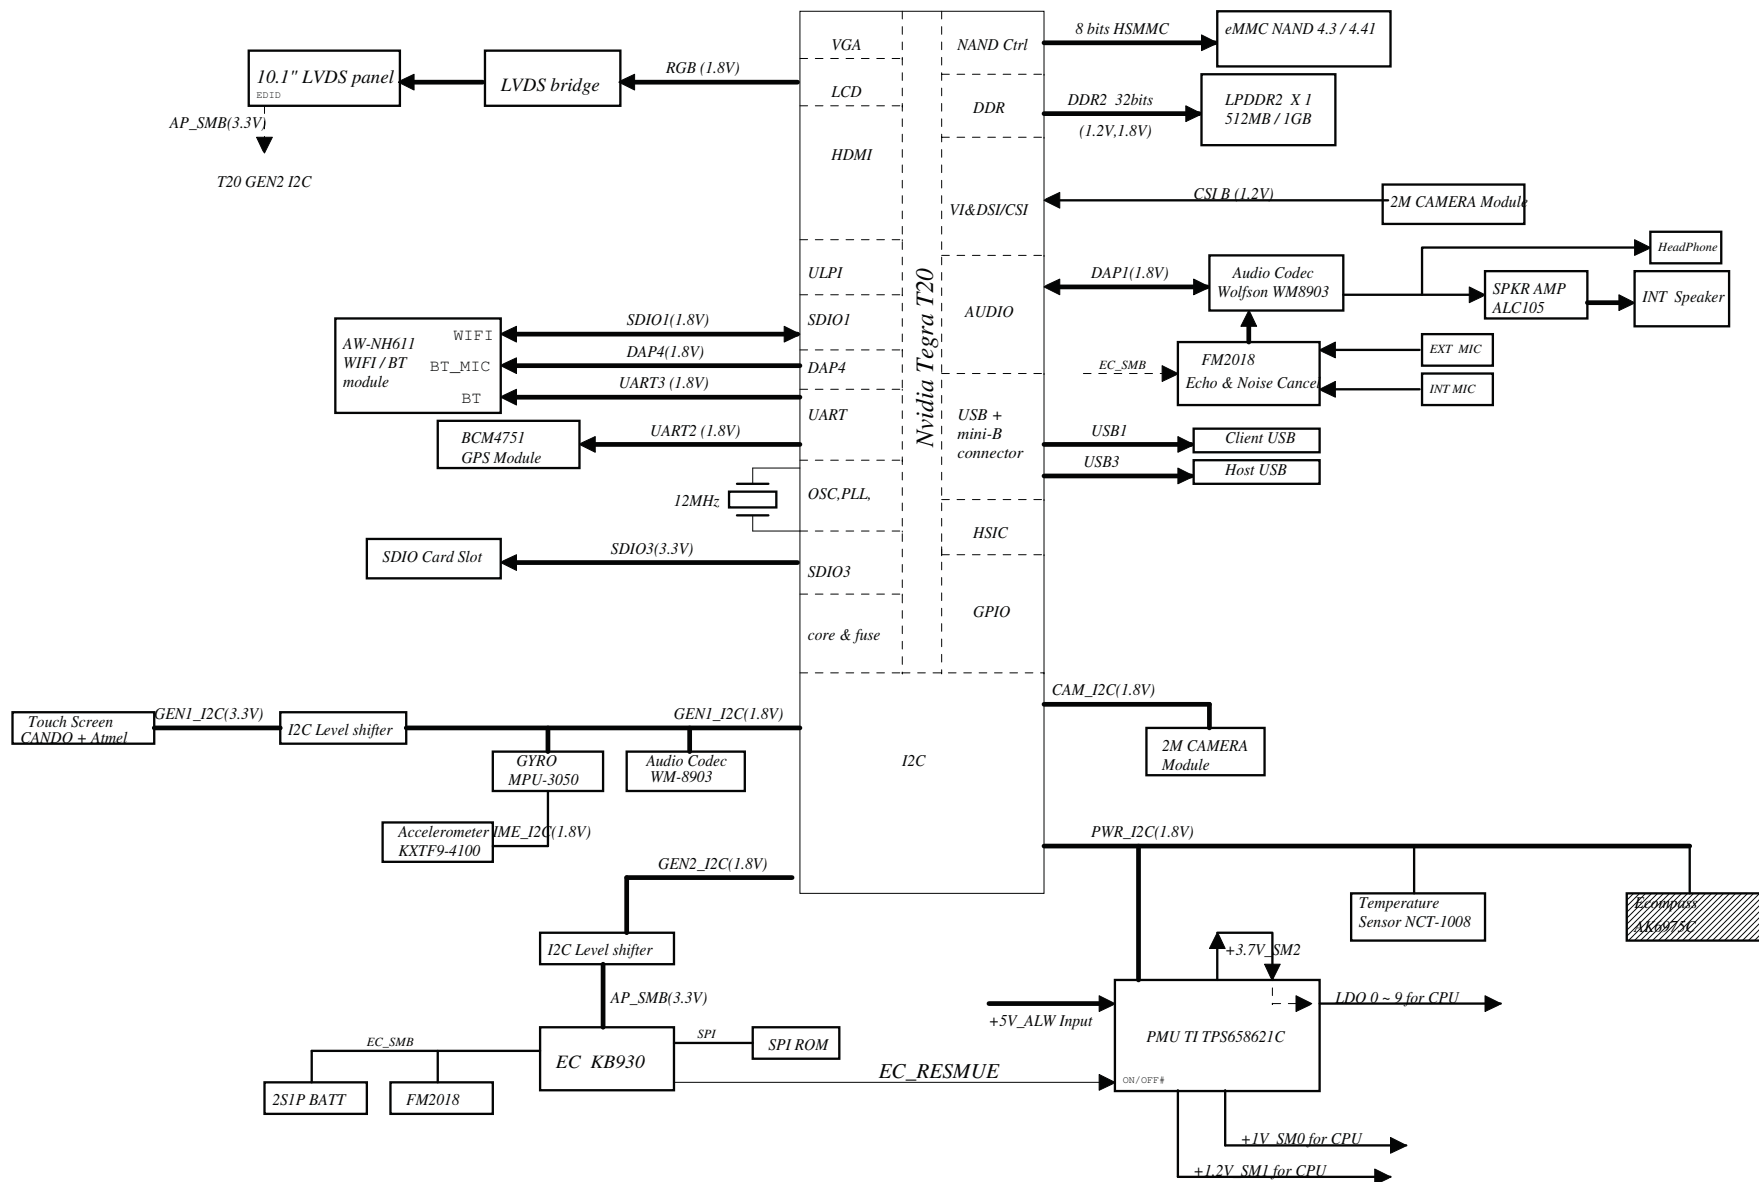 VGA
LCD
HDMI
ULPI
SDIO1
DAP4
UART
OSC,PLL,
SDIO3
core & fuse
Nvidia Tegra T20
NAND Ctrl
DDR
VI&DSI/CSI
AUDIO
USB +
mini-B
connector
HSIC
GPIO
I2C
10.1" LVDS panel
EDID
LVDS bridge
RGB (1.8V)
AP_SMB(3.3V)
T20 GEN2 I2C
8 bits HSMMC
eMMC NAND 4.3 / 4.41
DDR2 32bits
(1.2V,1.8V)
LPDDR2 X 1
512MB / 1GB
CSI B (1.2V)
2M CAMERA Module
DAP1(1.8V)
Audio Codec
Wolfson WM8903
HeadPhone
SPKR AMP
ALC105
INT Speaker
EC_SMB
FM2018
Echo & Noise Cancel
EXT MIC
INT MIC
USB1
Client USB
USB3
Host USB
AW-NH611
WIFI / BT
module
WIFI
BT_MIC
BT
SDIO1(1.8V)
DAP4(1.8V)
UART3 (1.8V)
BCM4751
GPS Module
UART2 (1.8V)
12MHz
SDIO Card Slot
SDIO3(3.3V)
Touch Screen
CANDO + Atmel
GEN1_I2C(3.3V)
I2C Level shifter
GEN1_I2C(1.8V)
GYRO
MPU-3050
Audio Codec
WM-8903
Accelerometer
KXTF9-4100
IME_I2C(1.8V)
CAM_I2C(1.8V)
2M CAMERA
Module
PWR_I2C(1.8V)
Temperature
Sensor NCT-1008
Ecompass
AK6975C
GEN2_I2C(1.8V)
I2C Level shifter
AP_SMB(3.3V)
EC KB930
EC_SMB
2S1P BATT
FM2018
SPI
SPI ROM
EC_RESMUE
+3.7V_SM2
+5V_ALW Input
PMU TI TPS658621C
ON/OFF#
LDO 0 ~ 9 for CPU
+1V_SM0 for CPU
+1.2V_SM1 for CPU